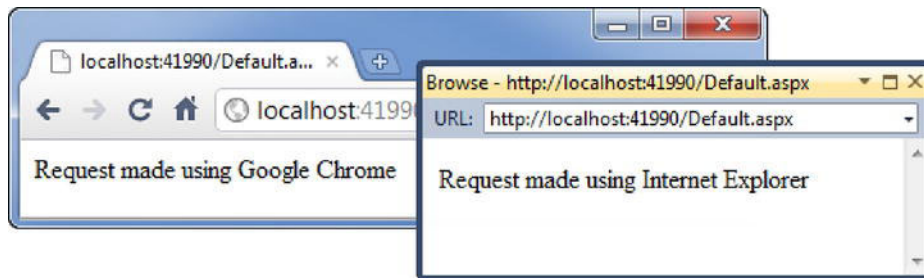 localhost:41990/Default.a...
localhost:4199
Request made using Google Chrome
Browse - http://localhost:41990/Default.aspx
URL: http://localhost:41990/Default.aspx
Request made using Internet Explorer